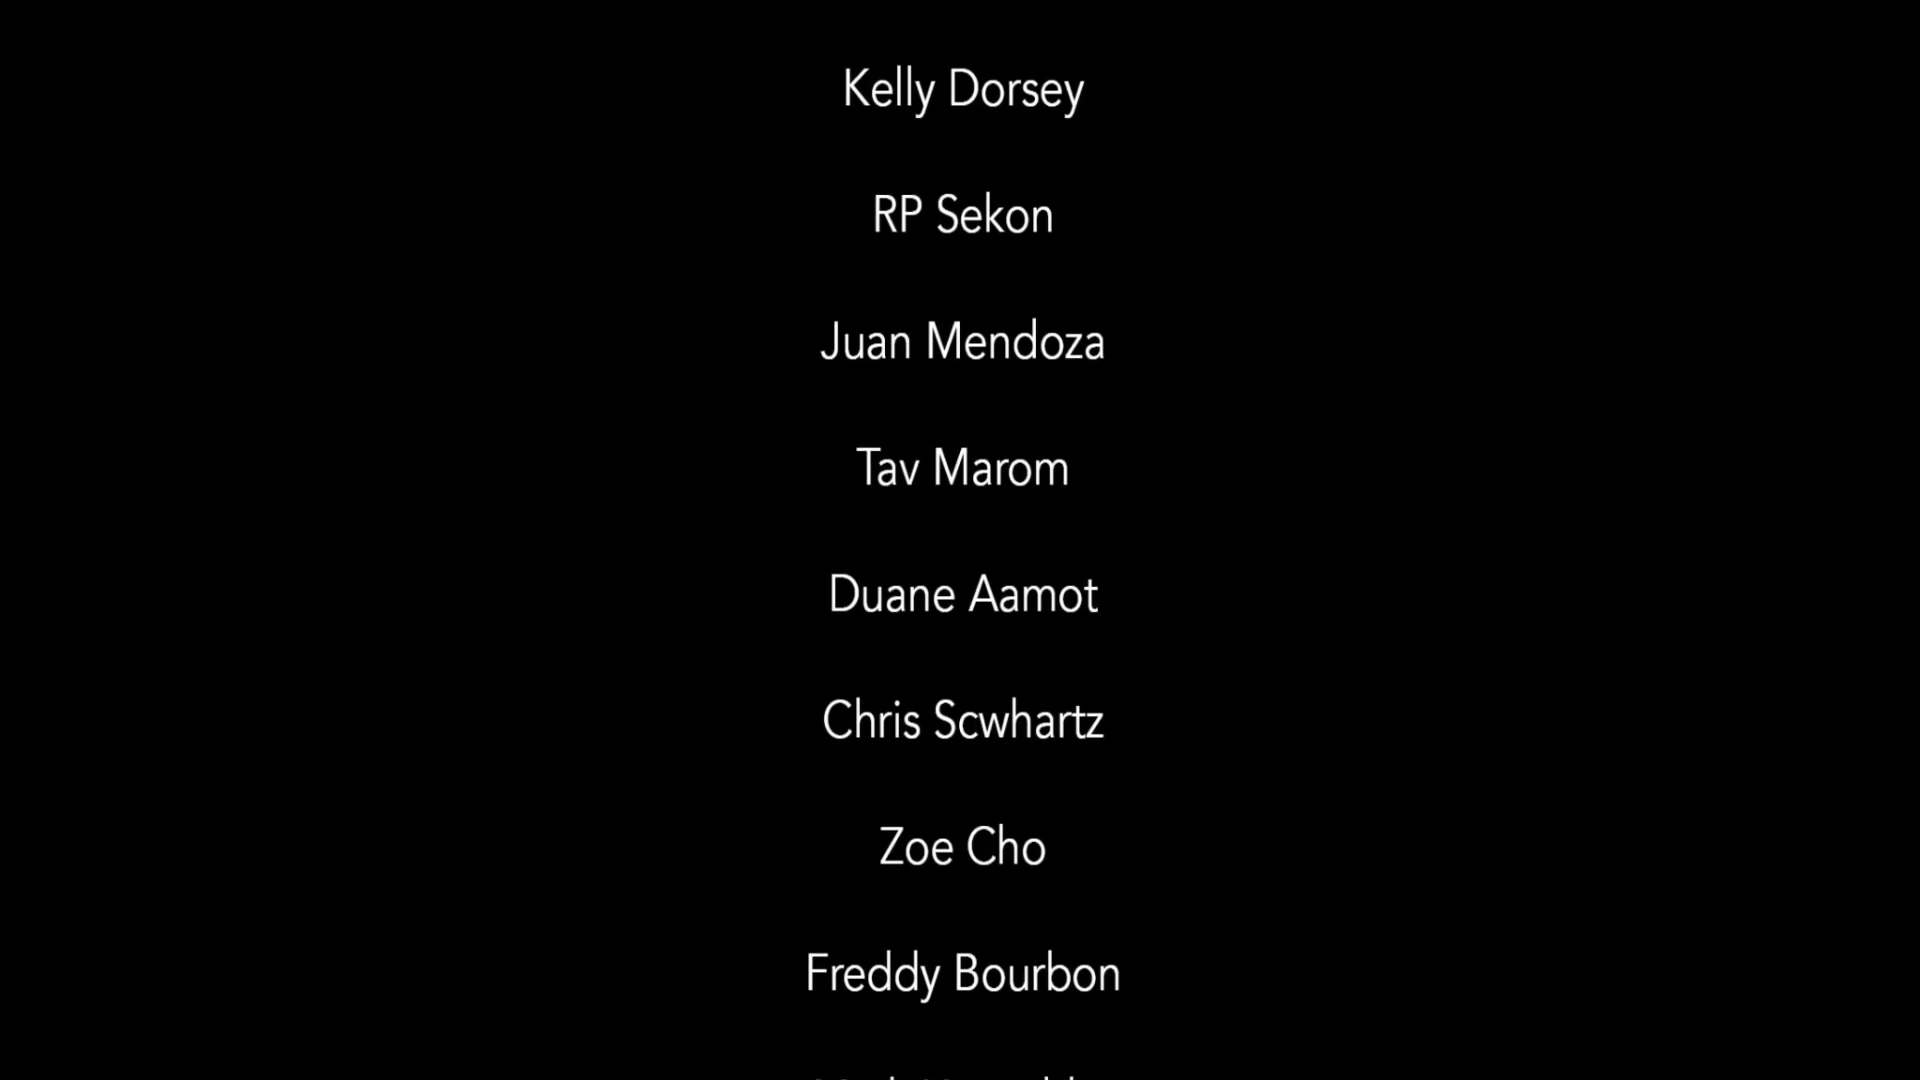 Kelly Dorsey
RP Sekon
Juan Mendoza
Tav Marom
Duane Aamot
Chris Scwhartz
Zoe Cho
Freddy Bourbon